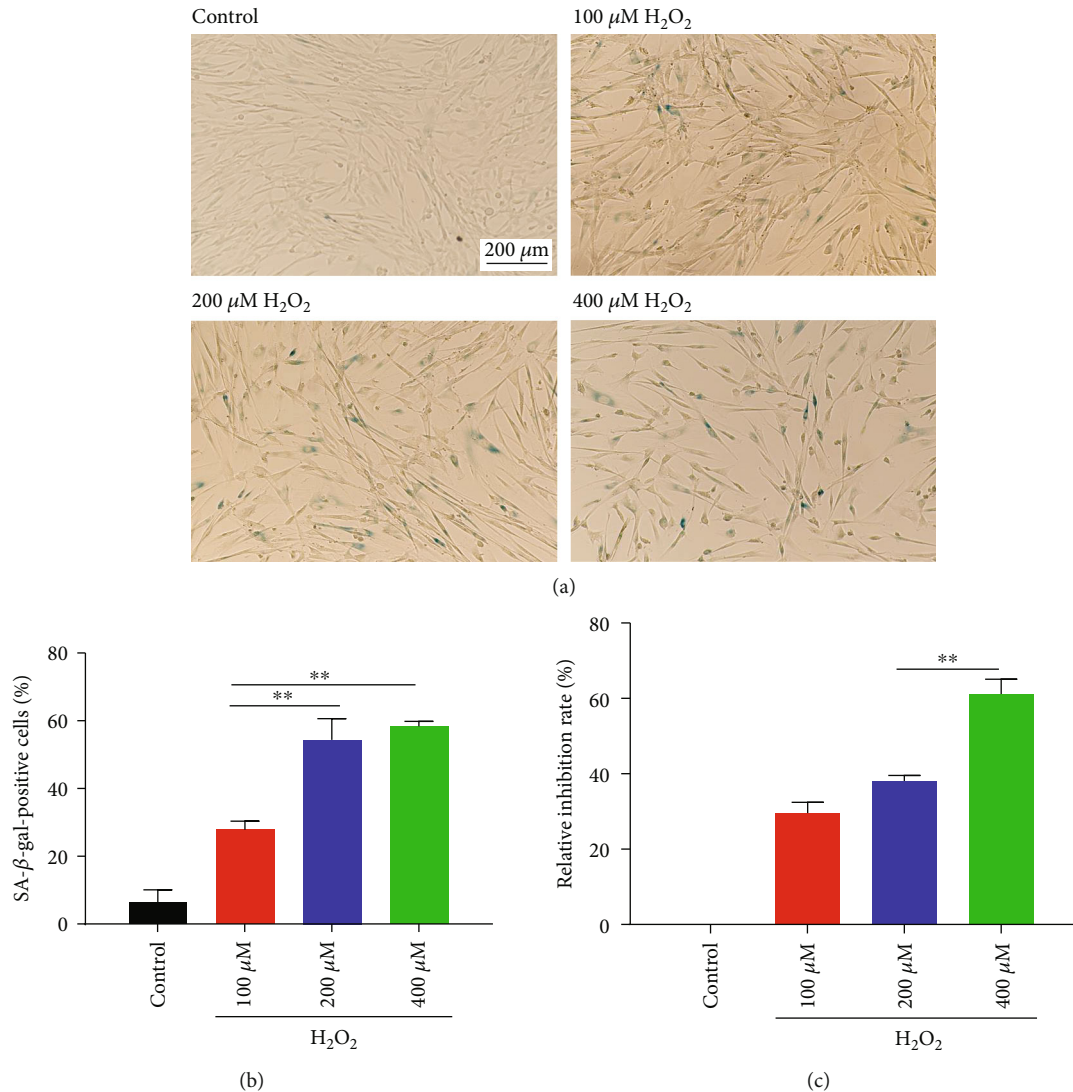 Control
100 μM H₂O₂
200 μm
200 μM H₂O₂
400 μM H₂O₂
(a)
SA-β-gal-positive cells (%)
80
60
40
20
0
**
**
Control
100 μM
200 μM
400 μM
H₂O₂
(b)
Relative inhibition rate (%)
80
60
40
20
0
**
Control
100 μM
200 μM
400 μM
H₂O₂
(c)